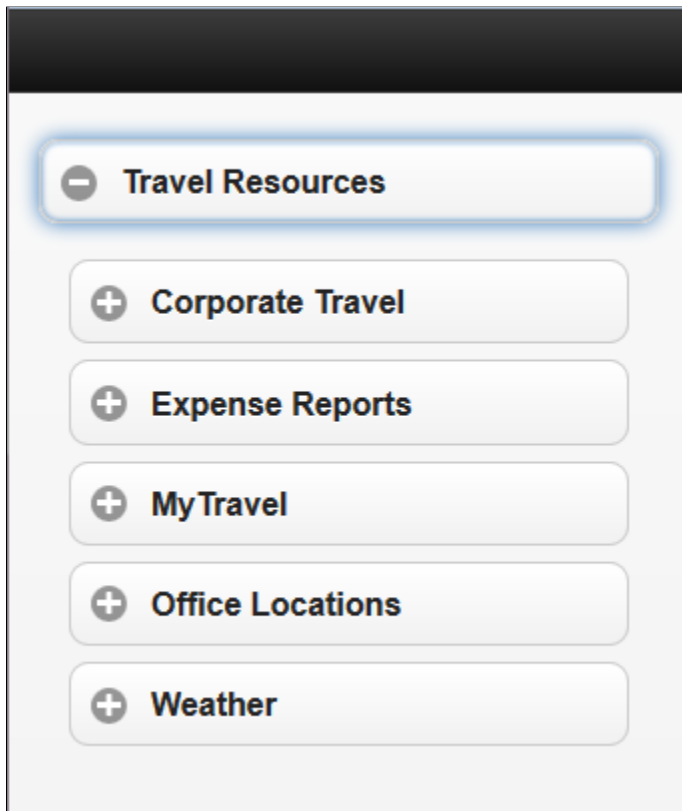 Travel Resources
Corporate Travel
Expense Reports
MyTravel
Office Locations
Weather